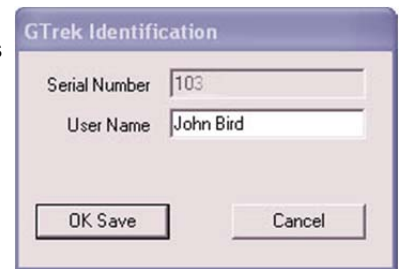 GTrek Identification
s
Serial Number 103
User Name John Bird
OK Save Cancel